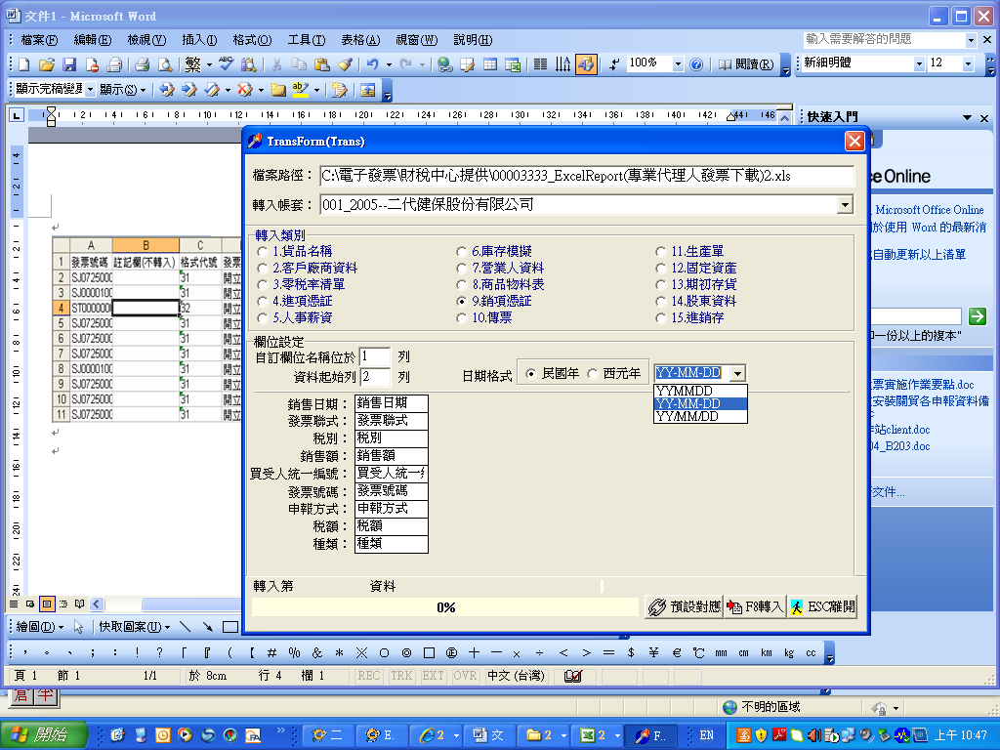 文件1 - Microsoft Word
檔案(F) 編輯(E) 檢視(V) 插入(I) 格式(O) 工具(T) 表格(A) 視窗(W) 說明(H) 輸入需要解答的問題
繁 100% 閱讀(R) 新細明體 12
顯示完稿變更 顯示(S)
快速入門
TransForm(Trans)
檔案路徑： C:\電子發票\財稅中心提供\00003333_ExcelReport(專業代理人發票下載)2.xls
轉入帳套： 001_2005--二代健保股份有限公司
轉入類別
1.貨品名稱 6.庫存模擬 11.生產單
2.客戶廠商資料 7.營業人資料 12.固定資產
3.零稅率清單 8.商品物料表 13.期初存貨
4.進項憑証 9.銷項憑証 14.股東資料
5.人事薪資 10.傳票 15.進銷存
欄位設定
自訂欄位名稱位於 1 列
資料起始列 2 列
日期格式 民國年 西元年 YY-MM-DD
YYMMDD
YY-MM-DD
YY/MM/DD
銷售日期： 銷售日期
發票聯式： 發票聯式
稅別： 稅別
銷售額： 銷售額
買受人統一編號： 買受人統一
發票號碼： 發票號碼
申報方式： 申報方式
稅額： 稅額
種類： 種類
轉入第 資料
0%
預設對應 F8轉入 ESC離開
A B C
1 發票號碼 註記欄(不轉入) 格式代號 發票
2 SJ0725000 31 開立
3 SJ0000100 31 開立
4 ST0000000 32 開立
5 SJ0725000 31 開立
6 SJ0725000 31 開立
7 SJ0725000 31 開立
8 SJ0000100 31 開立
9 SJ0725000 31 開立
10 SJ0725000 31 開立
11 SJ0725000 31 開立
ce Online
Microsoft Office Online
於使用 Word 的最新消
自動更新以上清單
一份以上的複本"
票實施作業要點.doc
安裝關貿各申報資料備
站client.doc
04_B203.doc
文件...
繪圖(D) 快取圖案(U)
， 。 、 ； ： ！ ？ 『 『 （ 【 # % & * ※ ○ ◎ □ ㊣ + － × ÷ < > = $ ¥ € ℃ mm cm km kg cc
頁 1 節 1 1/1 於 8cm 行 4 欄 1 REC TRK EXT OVR 中文 (台灣)
倉 半
不明的區域
開始 二 E. 2 文 2 2 F.. EN 上午 10:47